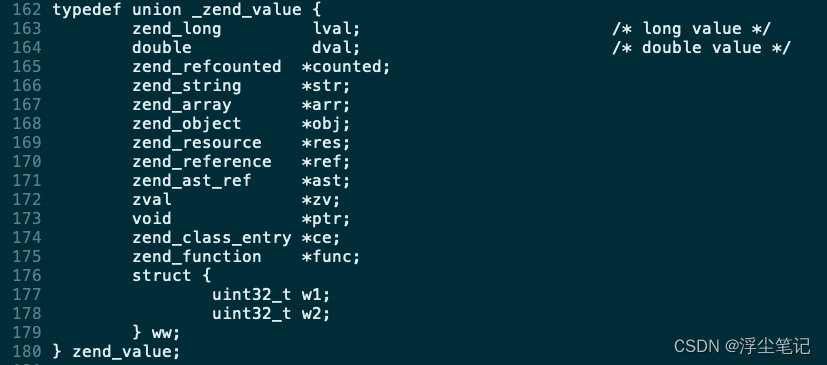 162 typedef union _zend_value {
163         zend_long         lval;                         /* long value */
164         double            dval;                         /* double value */
165         zend_refcounted  *counted;
166         zend_string      *str;
167         zend_array       *arr;
168         zend_object      *obj;
169         zend_resource    *res;
170         zend_reference   *ref;
171         zend_ast_ref     *ast;
172         zval             *zv;
173         void             *ptr;
174         zend_class_entry *ce;
175         zend_function    *func;
176         struct {
177                 uint32_t w1;
178                 uint32_t w2;
179         } ww;
180 } zend_value;
CSDN @浮尘笔记